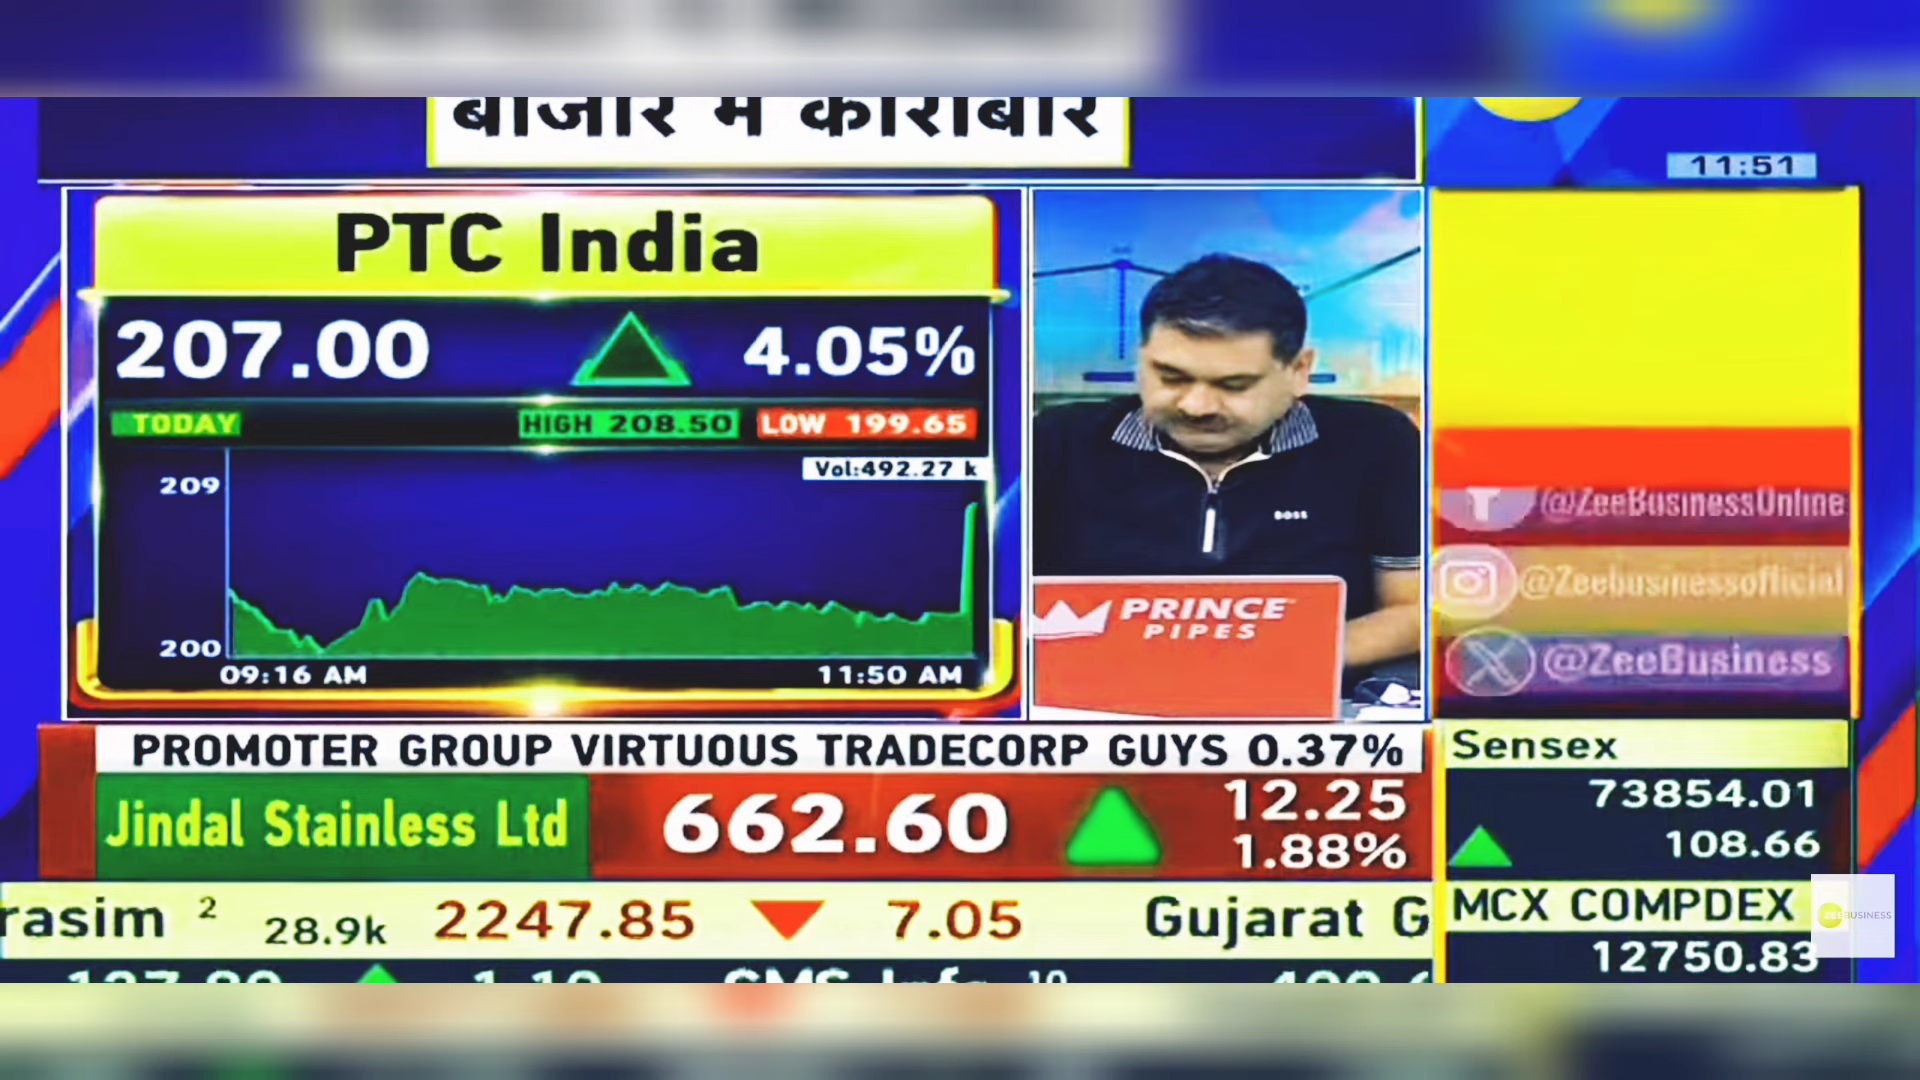 बाजार में कारोबार
11:51
PTC India
207.00 4.05%
TODAY HIGH 208.50 LOW 199.65
Vol:492.27 k
209
200
09:16 AM 11:50 AM
BOSS
PRINCE
PIPES
@ZeeBusinessOnline
@Zeebusinessofficial
@ZeeBusiness
PROMOTER GROUP VIRTUOUS TRADECORP GUYS 0.37%
Jindal Stainless Ltd 662.60 12.25
1.88%
Sensex
73854.01
108.66
rasim 2 28.9k 2247.85 7.05 Gujarat G
MCX COMPDEX
12750.83
ZEEBUSINESS